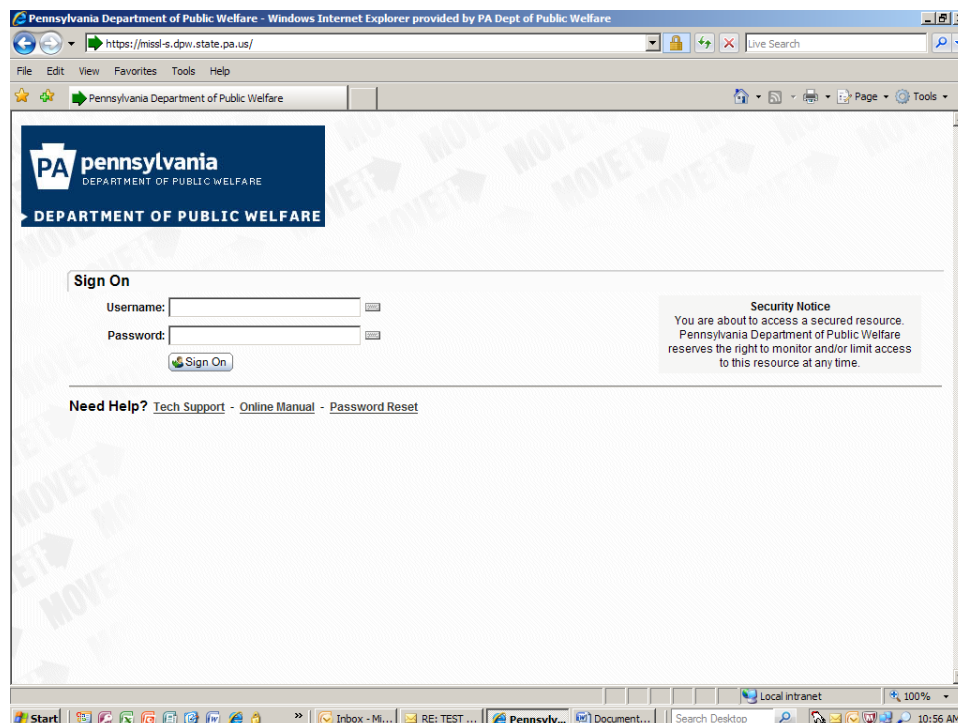 Pennsylvania Department of Public Welfare - Windows Internet Explorer provided by PA Dept of Public Welfare
https://missl-s.dpw.state.pa.us/
Live Search
File Edit View Favorites Tools Help
Pennsylvania Department of Public Welfare
Page Tools
PA pennsylvania
DEPARTMENT OF PUBLIC WELFARE
DEPARTMENT OF PUBLIC WELFARE
Sign On
Username:
Password:
Sign On
Security Notice
You are about to access a secured resource.
Pennsylvania Department of Public Welfare
reserves the right to monitor and/or limit access
to this resource at any time.
Need Help? Tech Support - Online Manual - Password Reset
MOVEIT
Local intranet 100%
Start » Inbox - Mi... RE: TEST ... Pennsylv... Document... Search Desktop 10:56 AM